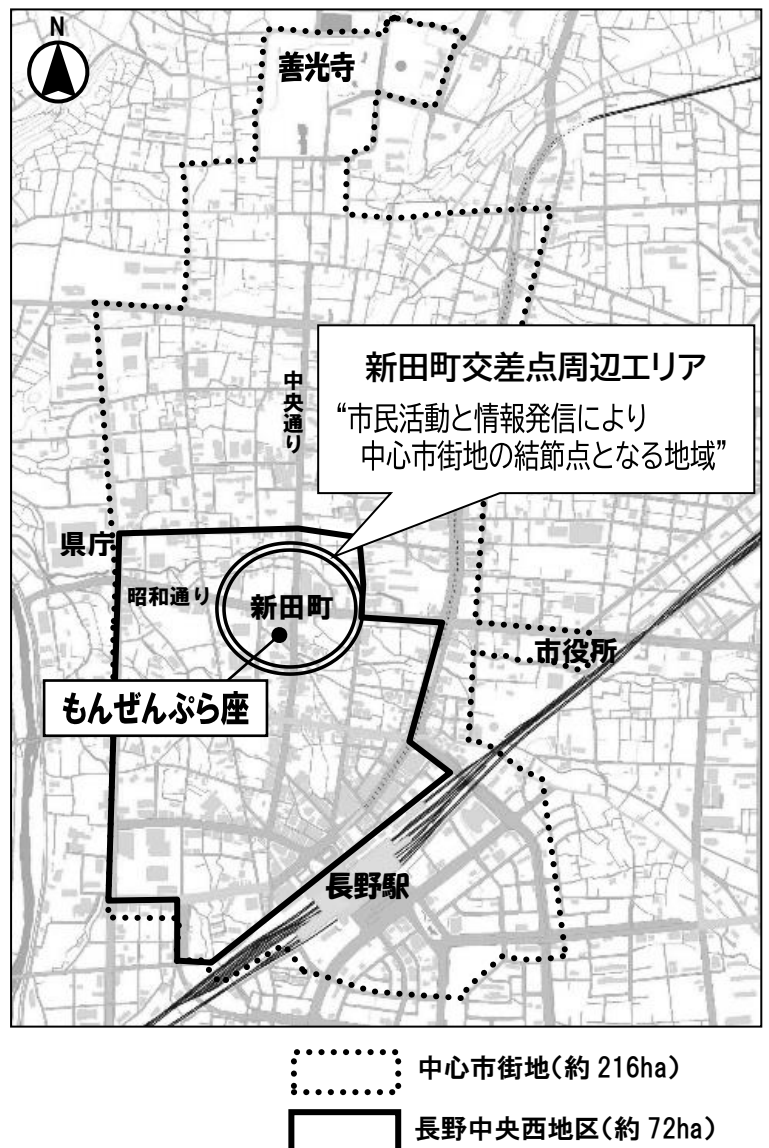 N
善光寺
新田町交差点周辺エリア
“市民活動と情報発信により
中心市街地の結節点となる地域”
中央通り
県庁
昭和通り
新田町
市役所
もんぜんぷら座
長野駅
中心市街地(約 216ha)
長野中央西地区(約 72ha)